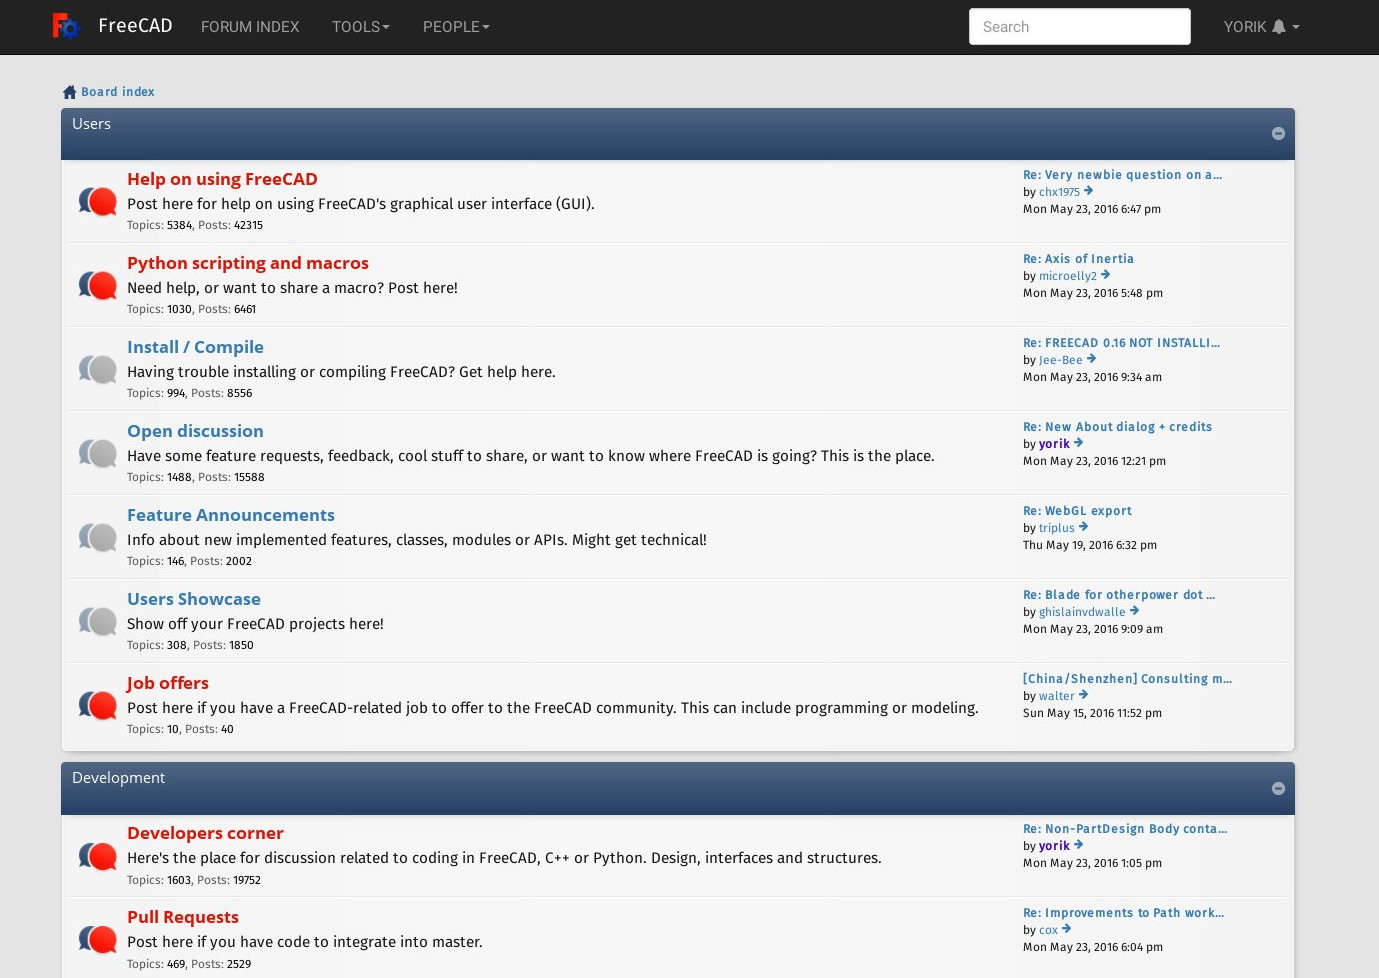 FreeCAD FORUM INDEX TOOLS PEOPLE Search YORIK
Board index
Users
Help on using FreeCAD
Post here for help on using FreeCAD's graphical user interface (GUI).
Topics: 5384, Posts: 42315
Re: Very newbie question on a...
by chx1975
Mon May 23, 2016 6:47 pm
Python scripting and macros
Need help, or want to share a macro? Post here!
Topics: 1030, Posts: 6461
Re: Axis of Inertia
by microelly2
Mon May 23, 2016 5:48 pm
Install / Compile
Having trouble installing or compiling FreeCAD? Get help here.
Topics: 994, Posts: 8556
Re: FREECAD 0.16 NOT INSTALLI...
by Jee-Bee
Mon May 23, 2016 9:34 am
Open discussion
Have some feature requests, feedback, cool stuff to share, or want to know where FreeCAD is going? This is the place.
Topics: 1488, Posts: 15588
Re: New About dialog + credits
by yorik
Mon May 23, 2016 12:21 pm
Feature Announcements
Info about new implemented features, classes, modules or APIs. Might get technical!
Topics: 146, Posts: 2002
Re: WebGL export
by triplus
Thu May 19, 2016 6:32 pm
Users Showcase
Show off your FreeCAD projects here!
Topics: 308, Posts: 1850
Re: Blade for otherpower dot ...
by ghislainvdwalle
Mon May 23, 2016 9:09 am
Job offers
Post here if you have a FreeCAD-related job to offer to the FreeCAD community. This can include programming or modeling.
Topics: 10, Posts: 40
[China/Shenzhen] Consulting m...
by walter
Sun May 15, 2016 11:52 pm
Development
Developers corner
Here's the place for discussion related to coding in FreeCAD, C++ or Python. Design, interfaces and structures.
Topics: 1603, Posts: 19752
Re: Non-PartDesign Body conta...
by yorik
Mon May 23, 2016 1:05 pm
Pull Requests
Post here if you have code to integrate into master.
Topics: 469, Posts: 2529
Re: Improvements to Path work...
by cox
Mon May 23, 2016 6:04 pm